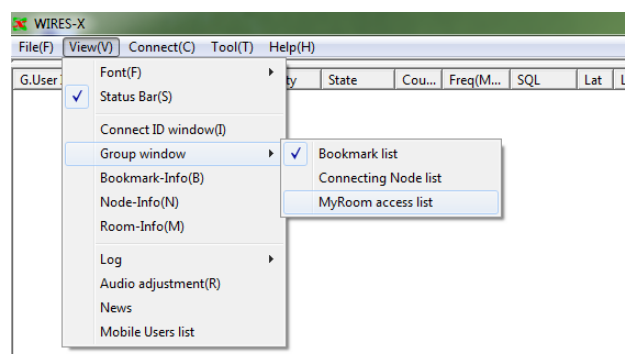 WIRES-X
File(F) View(V) Connect(C) Tool(T) Help(H)
G.User ty State Cou... Freq(M... SQL Lat L
Font(F)
Status Bar(S)
Connect ID window(I)
Group window
Bookmark list
Bookmark-Info(B)
Connecting Node list
Node-Info(N)
MyRoom access list
Room-Info(M)
Log
Audio adjustment(R)
News
Mobile Users list